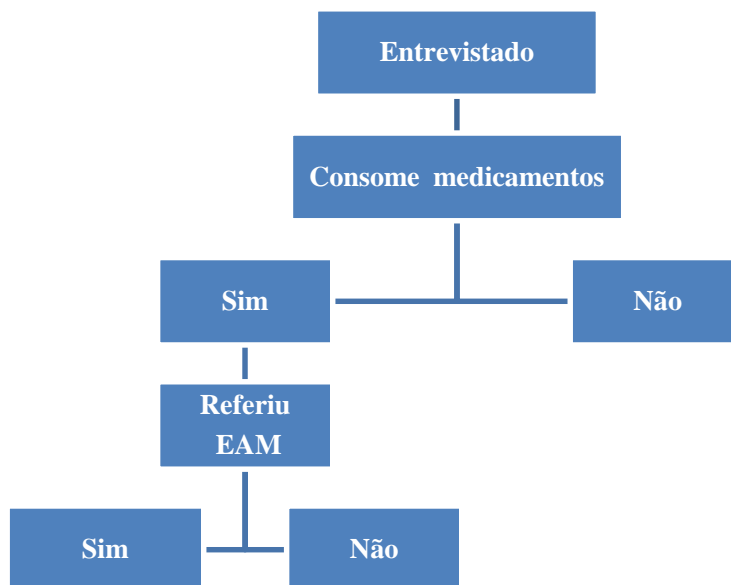 Entrevistado
Consome medicamentos
Sim
Não
Referiu
EAM
Sim
Não